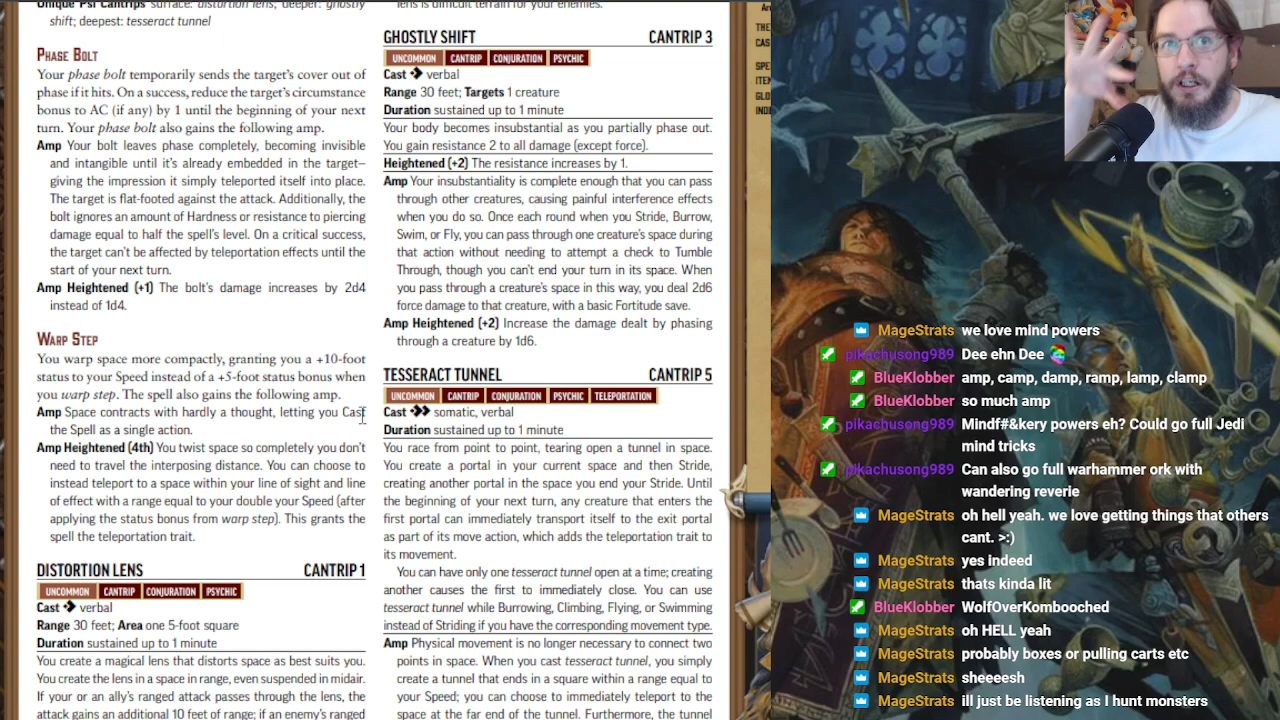 Unique Psi Cantrips surface: distortion lens; deeper: ghostly
shift; deepest: tesseract tunnel
PHASE BOLT
Your phase bolt temporarily sends the target's cover out of
phase if it hits. On a success, reduce the target's circumstance
bonus to AC (if any) by 1 until the beginning of your next
turn. Your phase bolt also gains the following amp.
Amp Your bolt leaves phase completely, becoming invisible
and intangible until it's already embedded in the target—
giving the impression it simply teleported itself into place.
The target is flat-footed against the attack. Additionally, the
bolt ignores an amount of Hardness or resistance to piercing
damage equal to half the spell's level. On a critical success,
the target can't be affected by teleportation effects until the
start of your next turn.
Amp Heightened (+1) The bolt's damage increases by 2d4
instead of 1d4.
WARP STEP
You warp space more compactly, granting you a +10-foot
status to your Speed instead of a +5-foot status bonus when
you warp step. The spell also gains the following amp.
Amp Space contracts with hardly a thought, letting you Cast
the Spell as a single action.
Amp Heightened (4th) You twist space so completely you don't
need to travel the interposing distance. You can choose to
instead teleport to a space within your line of sight and line
of effect with a range equal to your double your Speed (after
applying the status bonus from warp step). This grants the
spell the teleportation trait.
DISTORTION LENS CANTRIP 1
UNCOMMON CANTRIP CONJURATION PSYCHIC
Cast verbal
Range 30 feet; Area one 5-foot square
Duration sustained up to 1 minute
You create a magical lens that distorts space as best suits you.
You create the lens in a space in range, even suspended in midair.
If your or an ally's ranged attack passes through the lens, the
attack gains an additional 10 feet of range; if an enemy's ranged
lens is difficult terrain for your enemies.
GHOSTLY SHIFT CANTRIP 3
UNCOMMON CANTRIP CONJURATION PSYCHIC
Cast verbal
Range 30 feet; Targets 1 creature
Duration sustained up to 1 minute
Your body becomes insubstantial as you partially phase out.
You gain resistance 2 to all damage (except force).
Heightened (+2) The resistance increases by 1.
Amp Your insubstantiality is complete enough that you can pass
through other creatures, causing painful interference effects
when you do so. Once each round when you Stride, Burrow,
Swim, or Fly, you can pass through one creature's space during
that action without needing to attempt a check to Tumble
Through, though you can't end your turn in its space. When
you pass through a creature's space in this way, you deal 2d6
force damage to that creature, with a basic Fortitude save.
Amp Heightened (+2) Increase the damage dealt by phasing
through a creature by 1d6.
TESSERACT TUNNEL CANTRIP 5
UNCOMMON CANTRIP CONJURATION PSYCHIC TELEPORTATION
Cast somatic, verbal
Duration sustained up to 1 minute
You race from point to point, tearing open a tunnel in space.
You create a portal in your current space and then Stride,
creating another portal in the space you end your Stride. Until
the beginning of your next turn, any creature that enters the
first portal can immediately transport itself to the exit portal
as part of its move action, which adds the teleportation trait to
its movement.
You can have only one tesseract tunnel open at a time; creating
another causes the first to immediately close. You can use
tesseract tunnel while Burrowing, Climbing, Flying, or Swimming
instead of Striding if you have the corresponding movement type.
Amp Physical movement is no longer necessary to connect two
points in space. When you cast tesseract tunnel, you simply
create a tunnel that ends in a square within a range equal to
your Speed; you can choose to immediately teleport to the
space at the far end of the tunnel. Furthermore, the tunnel
MageStrats we love mind powers
pikachusong989 Dee ehn Dee
BlueKlobber amp, camp, damp, ramp, lamp, clamp
BlueKlobber so much amp
pikachusong989 Mindf#&kery powers eh? Could go full Jedi
mind tricks
pikachusong989 Can also go full warhammer ork with
wandering reverie
MageStrats oh hell yeah. we love getting things that others
cant. >:)
MageStrats yes indeed
MageStrats thats kinda lit
BlueKlobber WolfOverKombooched
MageStrats oh HELL yeah
MageStrats probably boxes or pulling carts etc
MageStrats sheeeesh
MageStrats ill just be listening as I hunt monsters